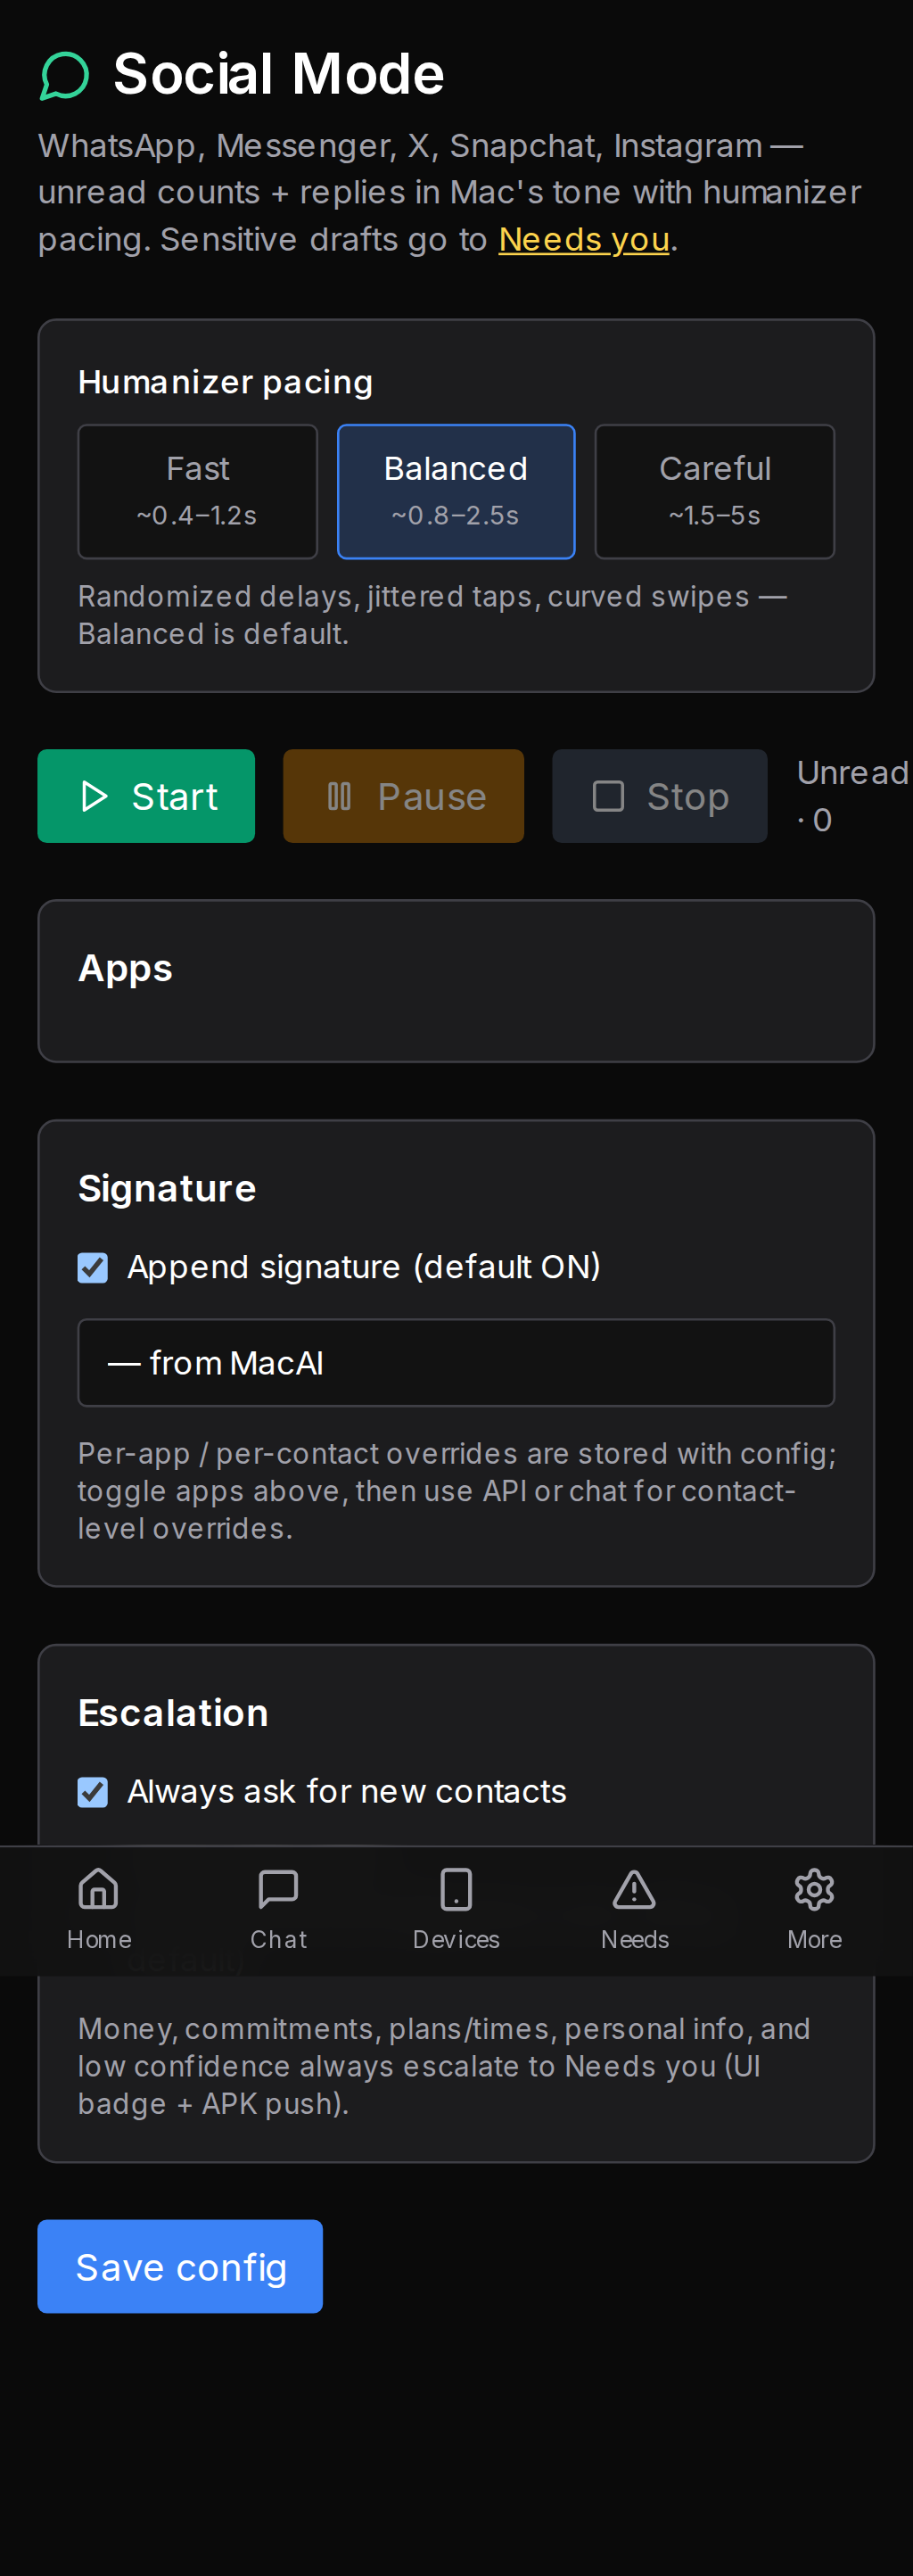 Social Mode
WhatsApp, Messenger, X, Snapchat, Instagram —
unread counts + replies in Mac's tone with humanizer
pacing. Sensitive drafts go to Needs you.
Humanizer pacing
Fast
~0.4–1.2s
Balanced
~0.8–2.5s
Careful
~1.5–5s
Randomized delays, jittered taps, curved swipes —
Balanced is default.
Start
Pause
Stop
Unread
· 0
Apps
Signature
Append signature (default ON)
— from MacAI
Per-app / per-contact overrides are stored with config;
toggle apps above, then use API or chat for contact-
level overrides.
Escalation
Always ask for new contacts
Home
Chat
Devices
Needs
More
default)
Money, commitments, plans/times, personal info, and
low confidence always escalate to Needs you (UI
badge + APK push).
Save config